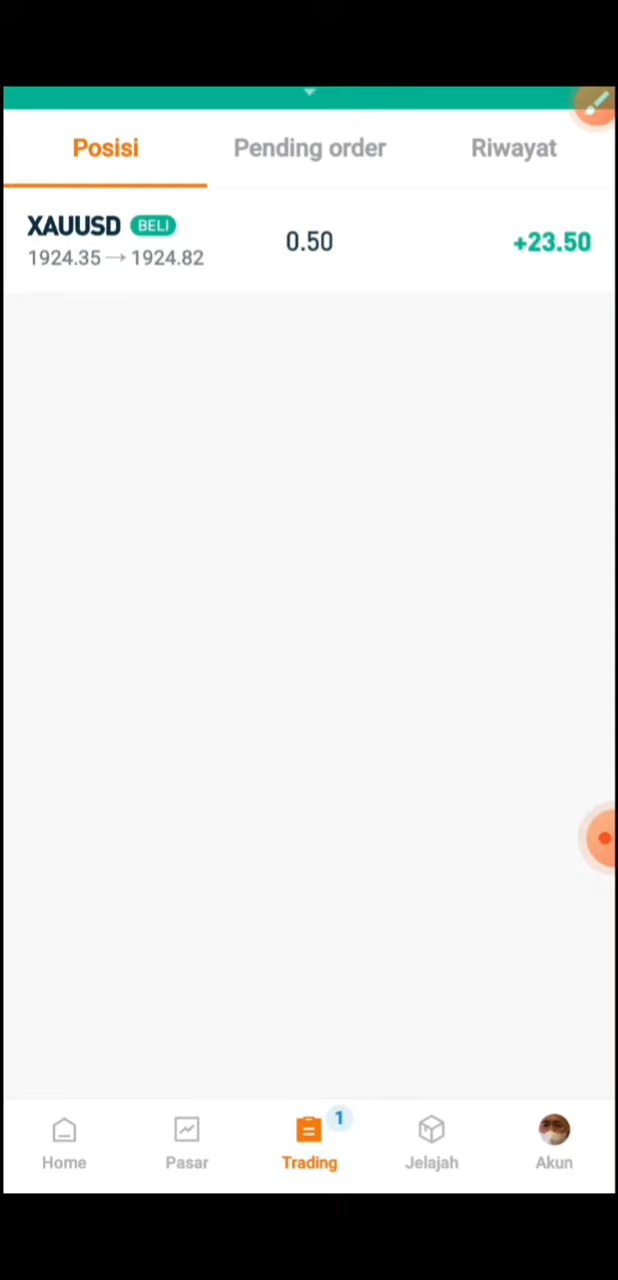 Posisi Pending order Riwayat
XAUUSD BELI 0.50 +23.50
1924.35 → 1924.82
1
Home Pasar Trading Jelajah Akun